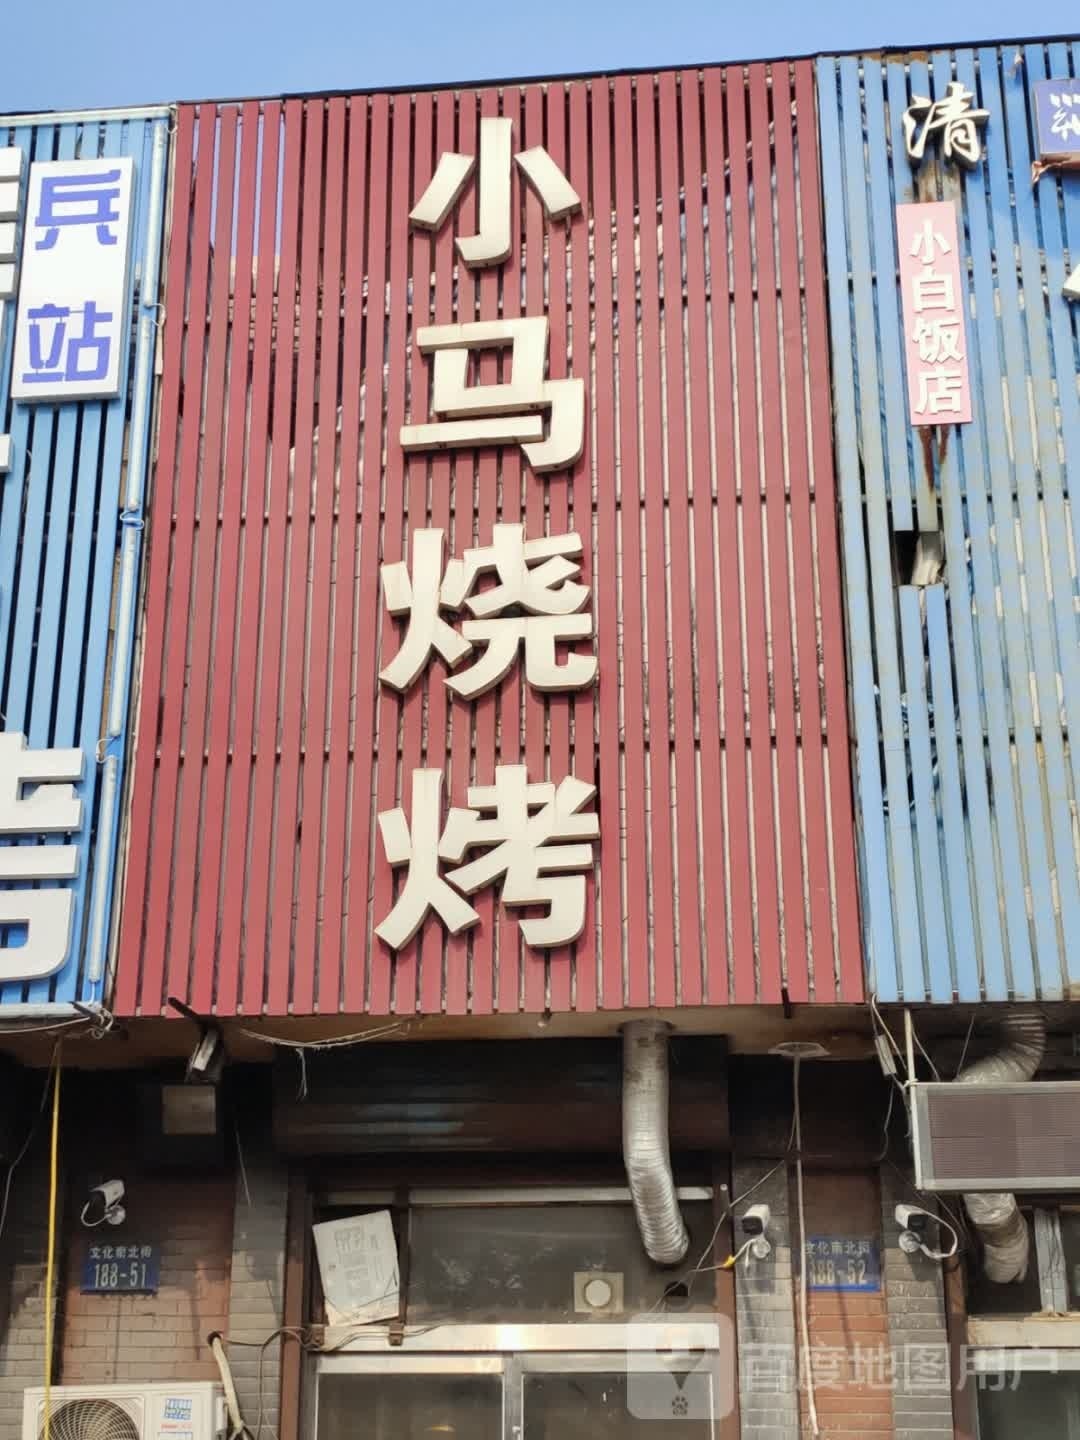 小马烧烤
兵站
烤
清
小白饭店
文化南北街
188-51
文化南北街
188-52
百度地图用户